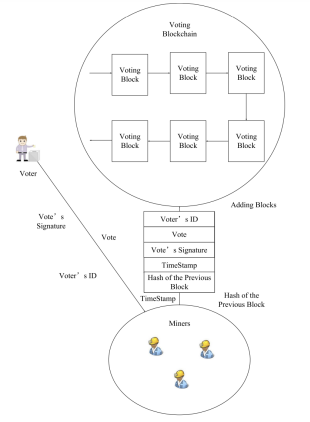 Voting
Blockchain
Voting
Block
Voting
Block
Voting
Block
Voting
Block
Voting
Block
Voting
Block
Voter
Adding Blocks
Vote's
Signature
Vote
Voter's ID
Voter's ID
Vote
Vote's Signature
TimeStamp
Hash of the Previous
Block
TimeStamp
Hash of the
Previous Block
Miners